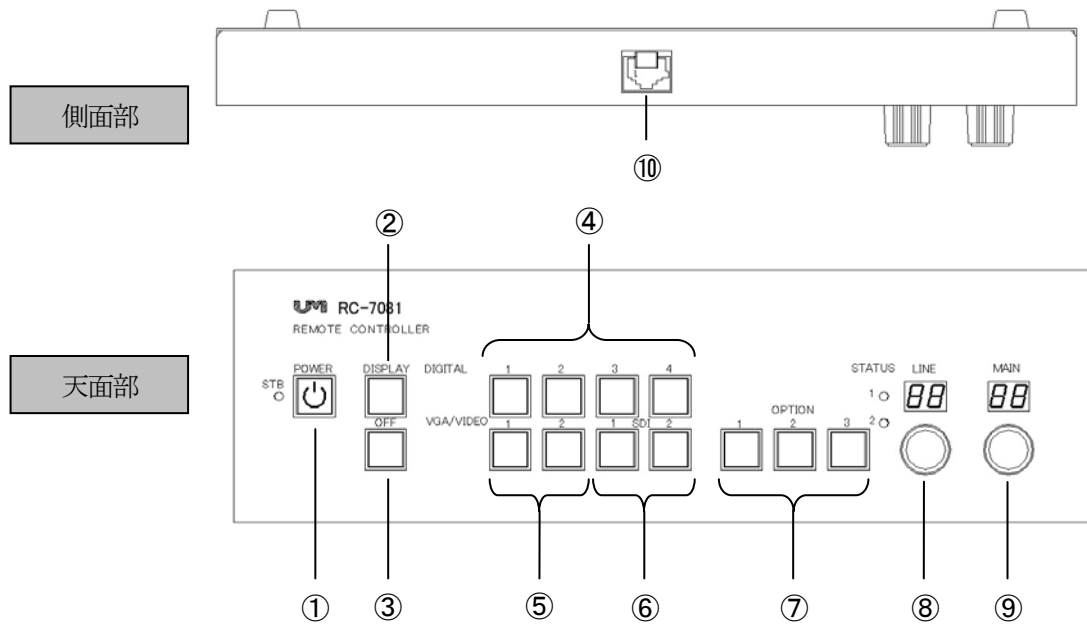 側面部
⑩
② ④
UMI RC-7081
REMOTE CONTROLLER
天面部
POWER DISPLAY DIGITAL 1 2 3 4 STATUS LINE MAIN
STB 1 88 88
OFF VGA/VIDEO 1 2 1 SDI 2 OPTION 1 2 3 2
① ③ ⑤ ⑥ ⑦ ⑧ ⑨